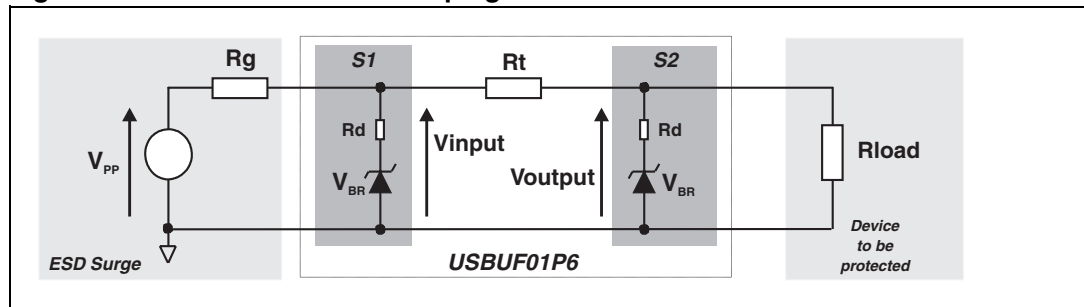 S1
S2
Rg
Rt
Rd
Rd
Vinput
Voutput
Rload
VPP
VBR
VBR
ESD Surge
USBUF01P6
Device
to be
protected